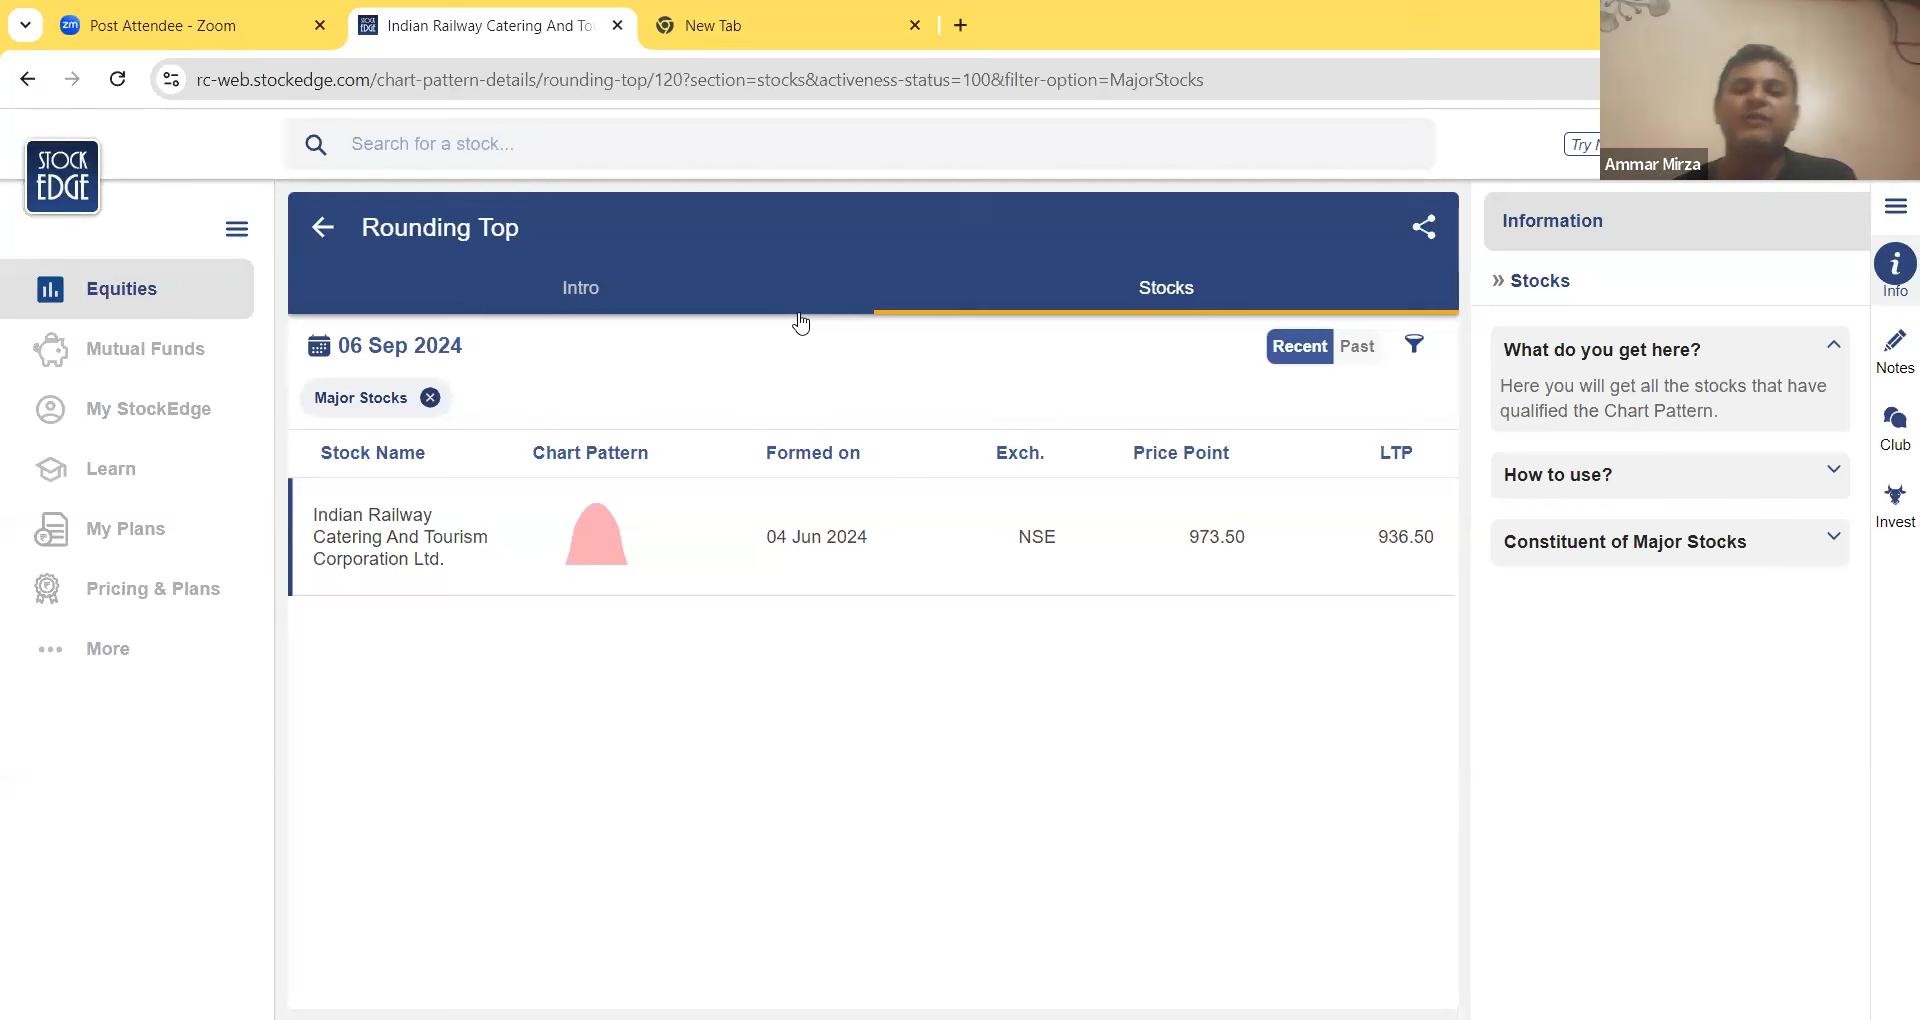 zm Post Attendee - Zoom
Indian Railway Catering And To
New Tab
rc-web.stockedge.com/chart-pattern-details/rounding-top/120?section=stocks&activeness-status=100&filter-option=MajorStocks
STOCK EDGE
Search for a stock...
Try
Ammar Mirza
Equities
Mutual Funds
My StockEdge
Learn
My Plans
Pricing & Plans
More
Rounding Top
Intro
Stocks
06 Sep 2024
Recent Past
Major Stocks
Stock Name Chart Pattern Formed on Exch. Price Point LTP
Indian Railway
Catering And Tourism
Corporation Ltd.
04 Jun 2024 NSE 973.50 936.50
Information
» Stocks
What do you get here?
Here you will get all the stocks that have
qualified the Chart Pattern.
How to use?
Constituent of Major Stocks
Info
Notes
Club
Invest